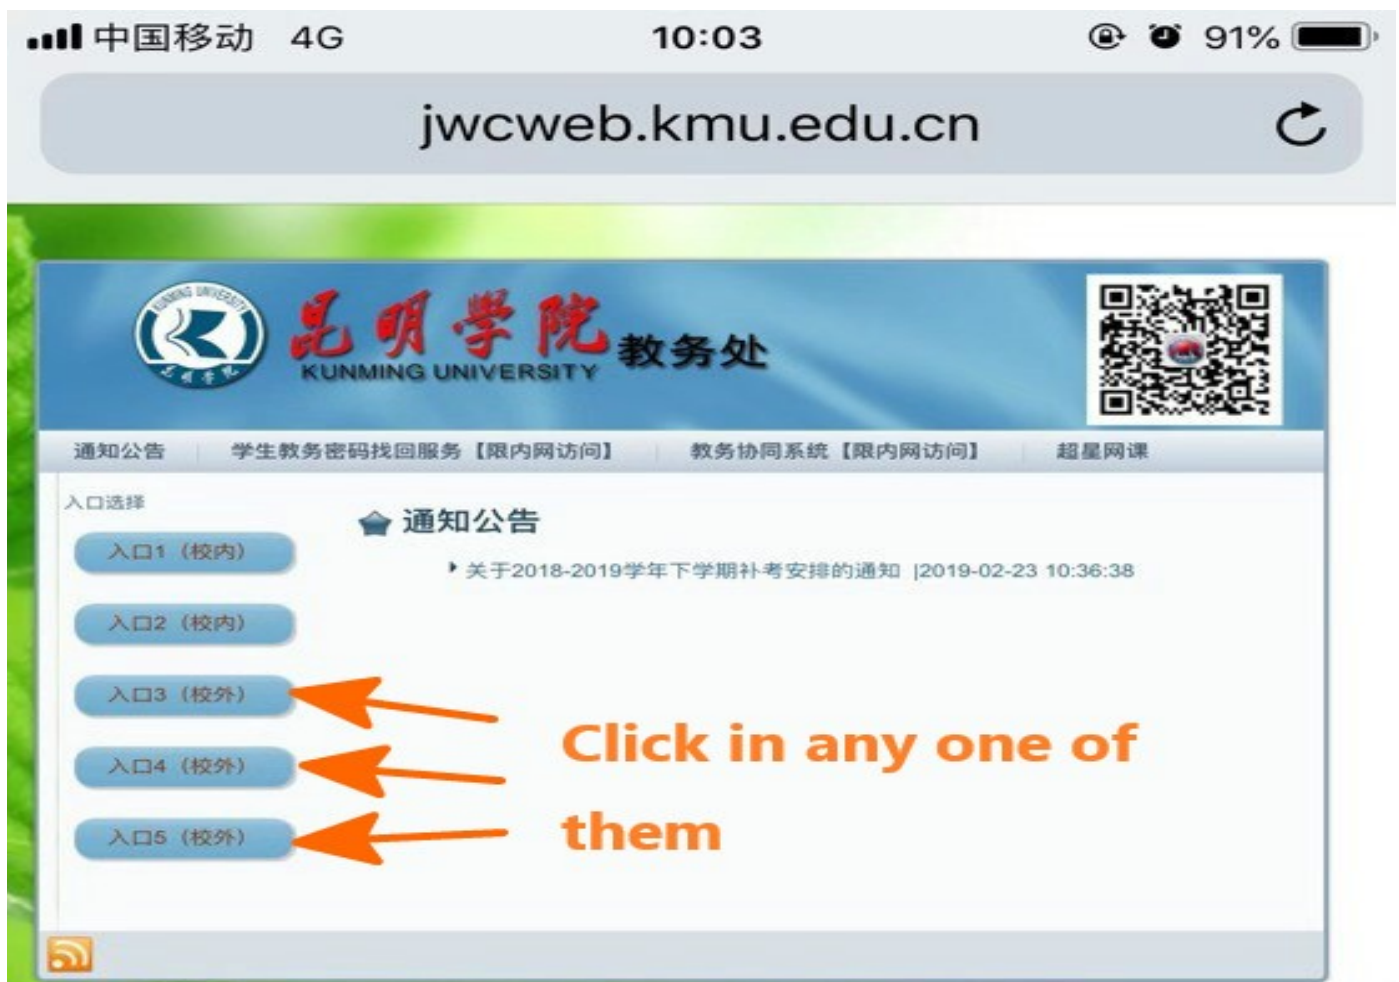 中国移动 4G 10:03 91%
jwcweb.kmu.edu.cn
KUNMING UNIVERSITY
昆明学院
昆明學院 教务处
KUNMING UNIVERSITY
通知公告 学生教务密码找回服务【限内网访问】 教务协同系统【限内网访问】 超星网课
入口选择
通知公告
入口1（校内）
关于2018-2019学年下学期补考安排的通知 |2019-02-23 10:36:38
入口2（校内）
入口3（校外）
Click in any one of
入口4（校外）
them
入口5（校外）